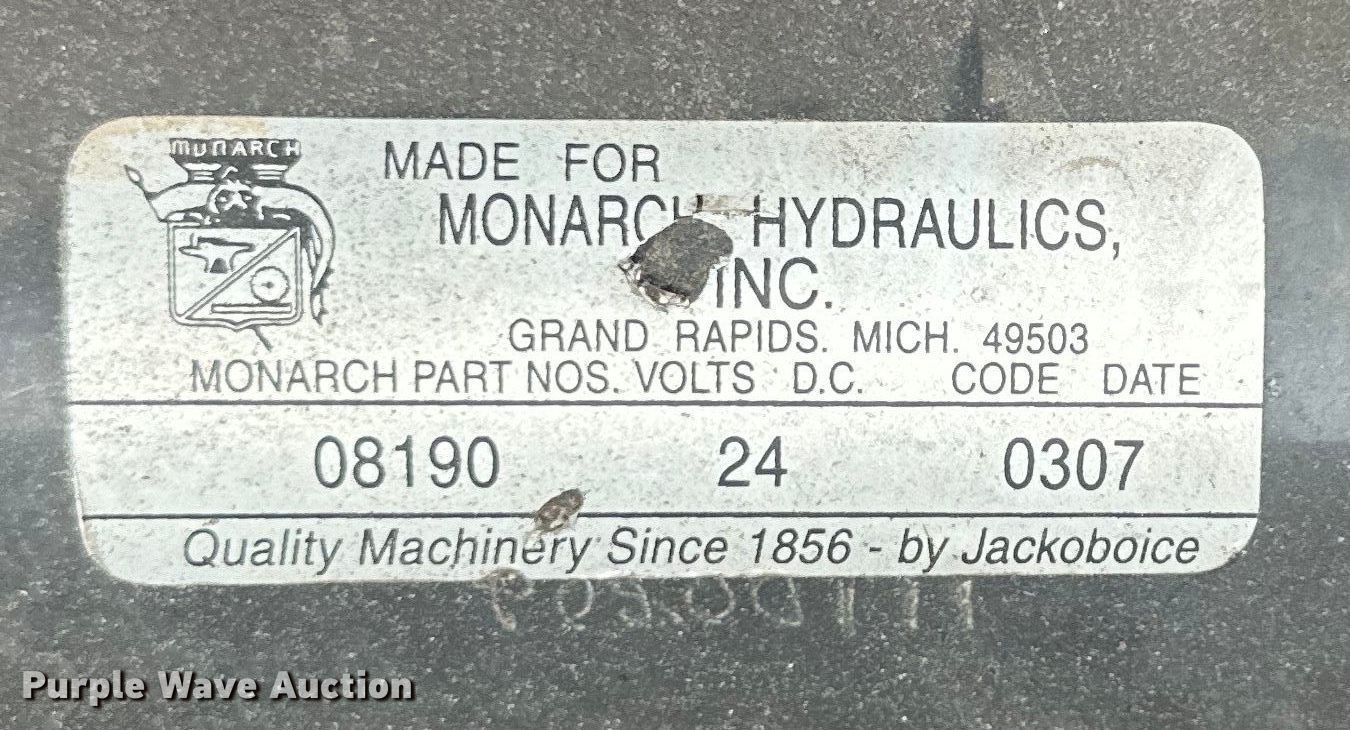 MONARCH
MADE FOR
MONARCH HYDRAULICS,
INC.
GRAND RAPIDS. MICH. 49503
MONARCH PART NOS. VOLTS D.C. CODE DATE
08190 24 0307
Quality Machinery Since 1856 - by Jackoboice
Purple Wave Auction